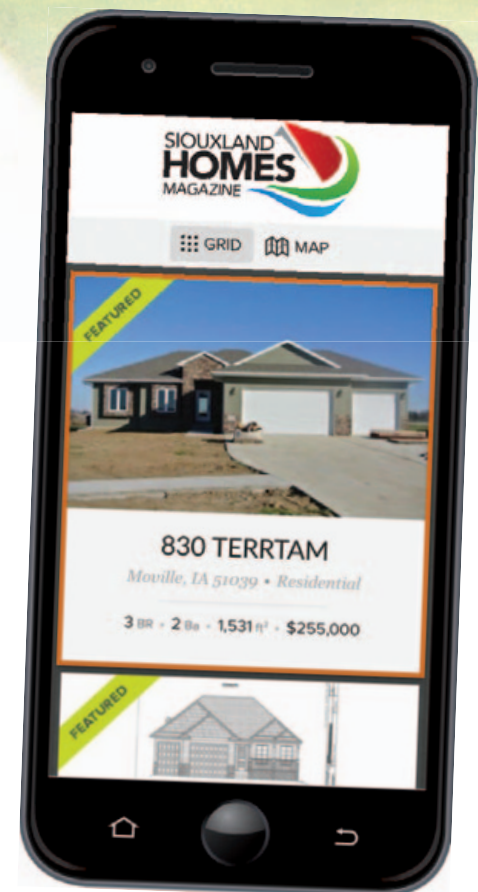 SIOUXLAND
HOMES
MAGAZINE
GRID MAP
FEATURED
830 TERRTAM
Moville, IA 51039 • Residential
3 BR • 2 Ba • 1,531 ft² • $255,000
FEATURED